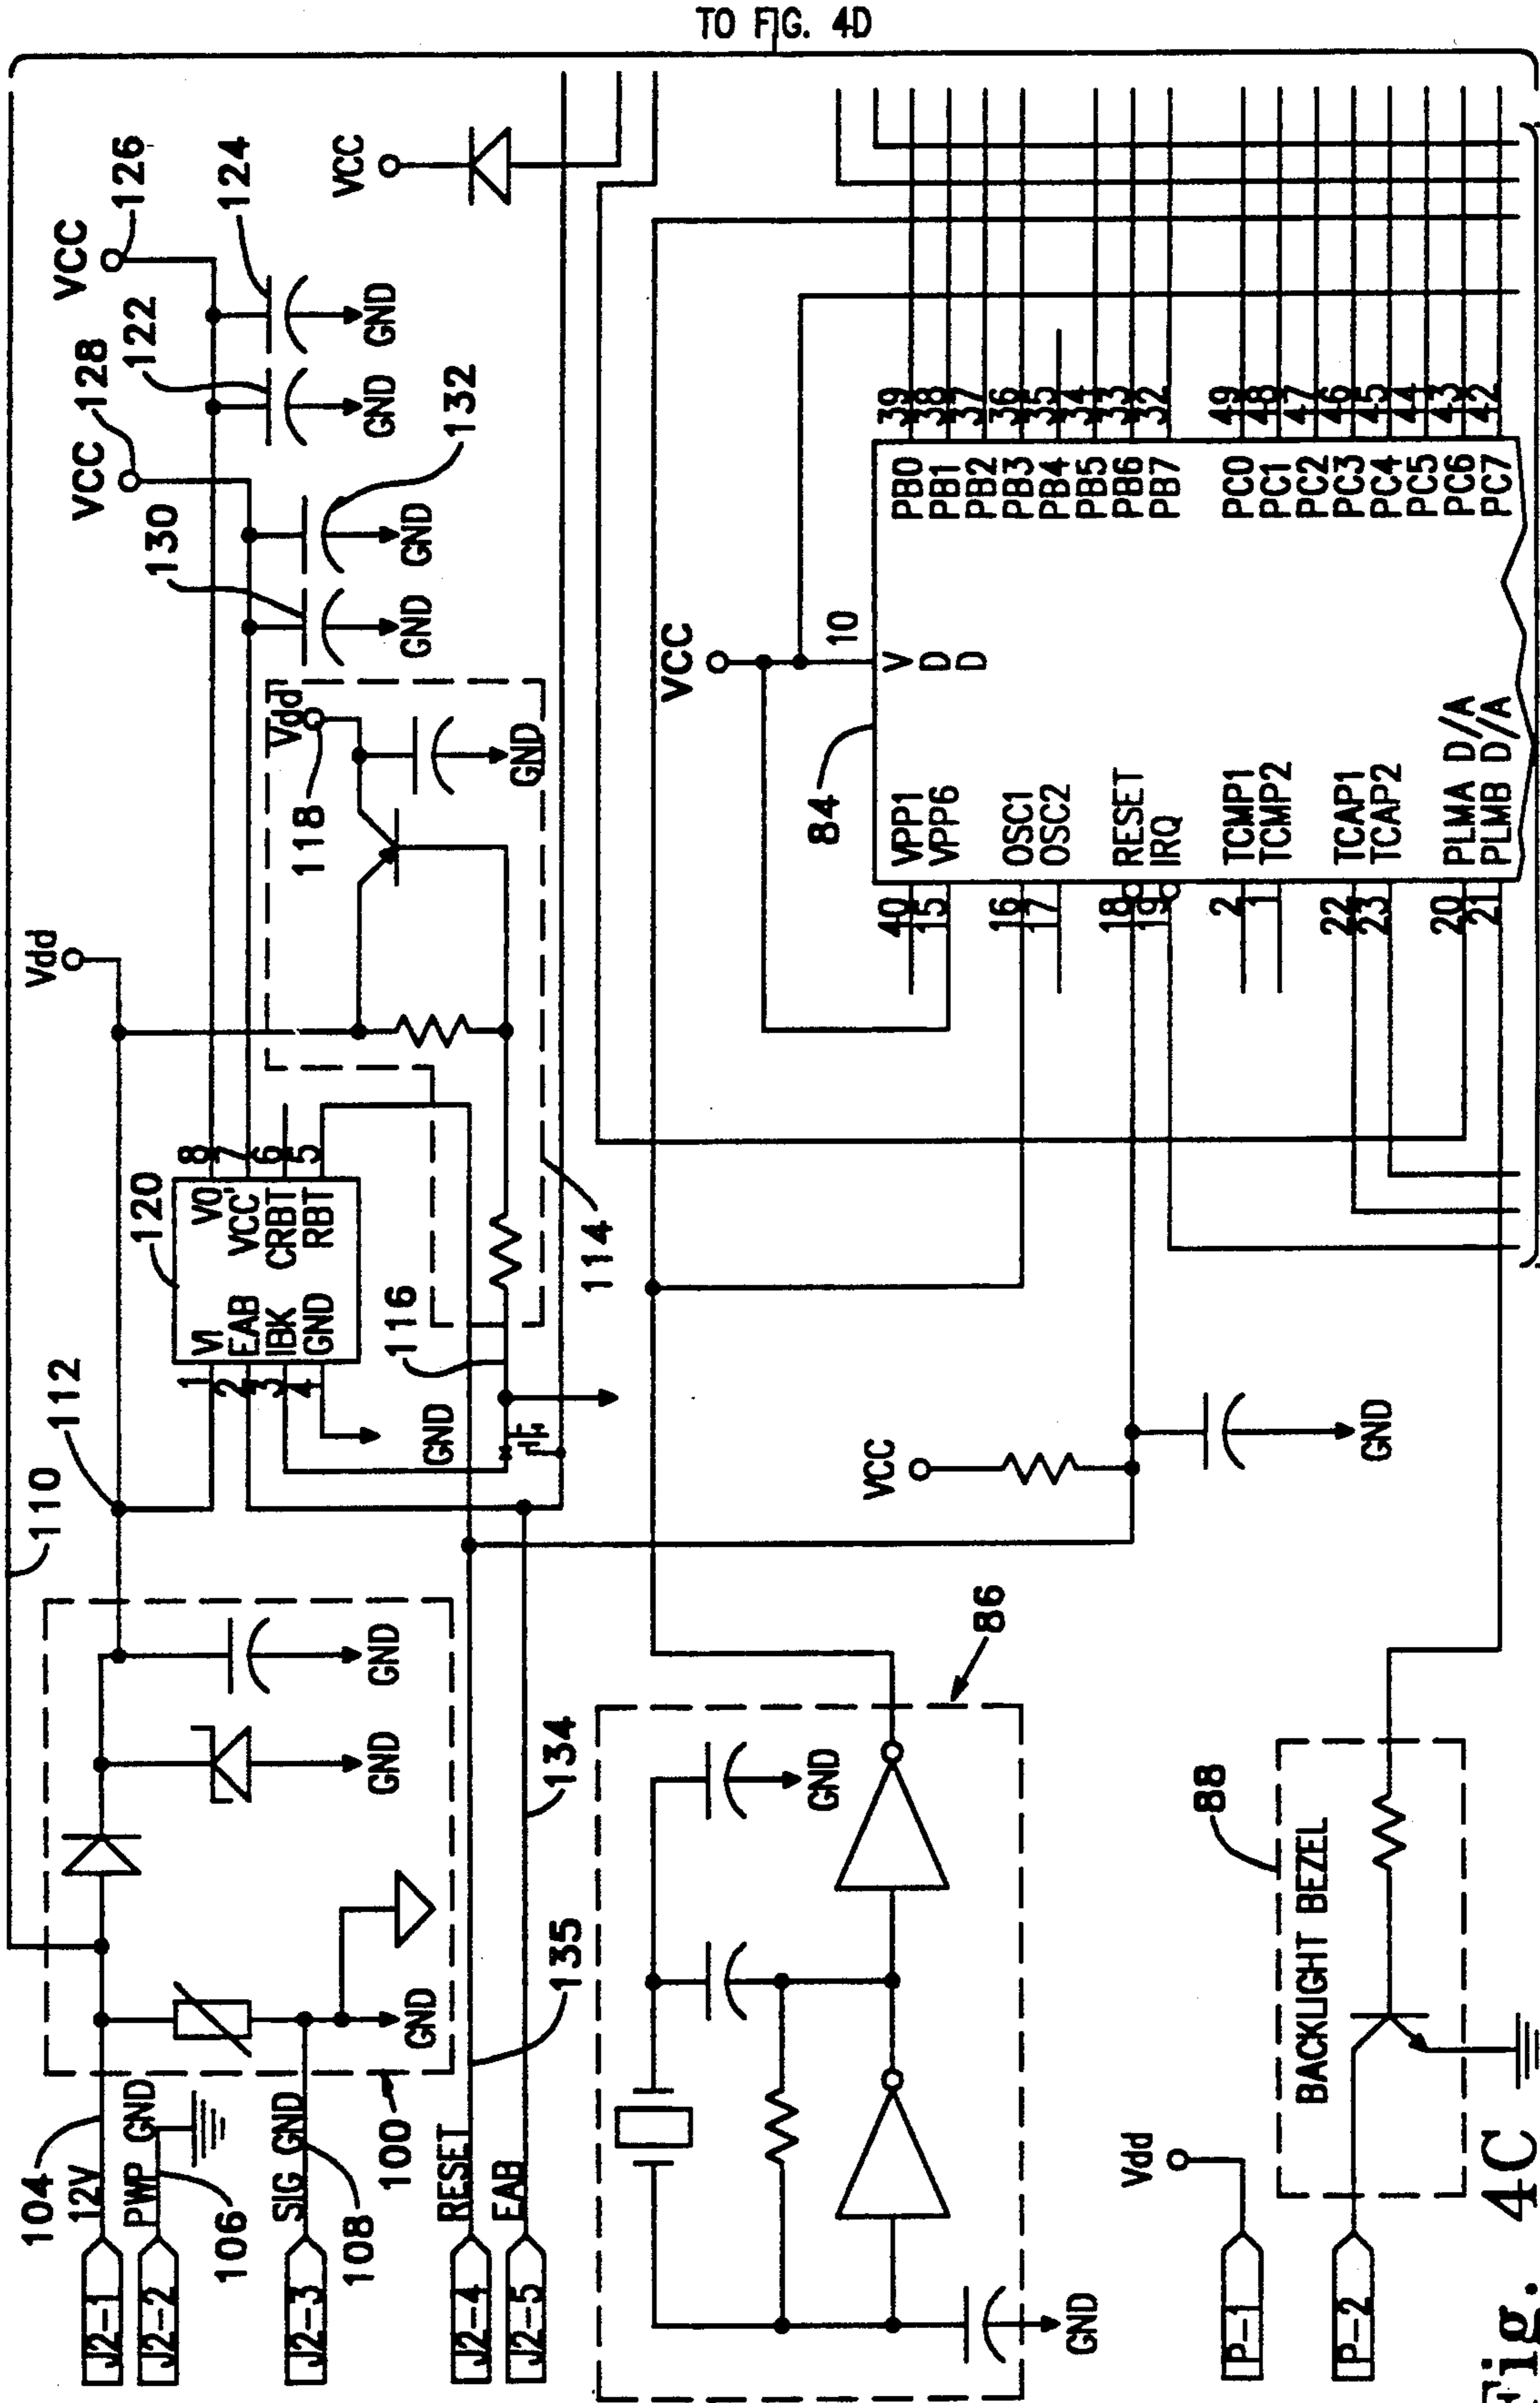 TO FIG. 4D
110
112
Vdd
VCC
126
VCC
128
122
124
VCC
104
12V
J2-1
PWP GND
J2-2
106
SIG GND
J2-3
108
100
GND
GND
GND
120
1 VI
2 EAB
3 IBK
4 GND
VO 8
VCC' 7
CRBT 6
RBT 5
130
132
GND
GND
GND
GND
Vdd
118
GND
116
GND
114
RESET
J2-4
EAB
J2-5
135
134
86
GND
GND
VCC
GND
VCC
10
VDD
84
40 VPP1
15 VPP6
16 OSC1
17 OSC2
18 RESET
19 IRQ
2 TCMP1
1 TCMP2
22 TCAP1
23 TCAP2
20 PLMA D/A
21 PLMB D/A
PB0 39
PB1 38
PB2 37
PB3 36
PB4 35
PB5 34
PB6 33
PB7 32
PC0 49
PC1 48
PC2 47
PC3 46
PC4 45
PC5 44
PC6 43
PC7 42
Vdd
P-1
P-2
88
BACKLIGHT BEZEL
Fig. 4C